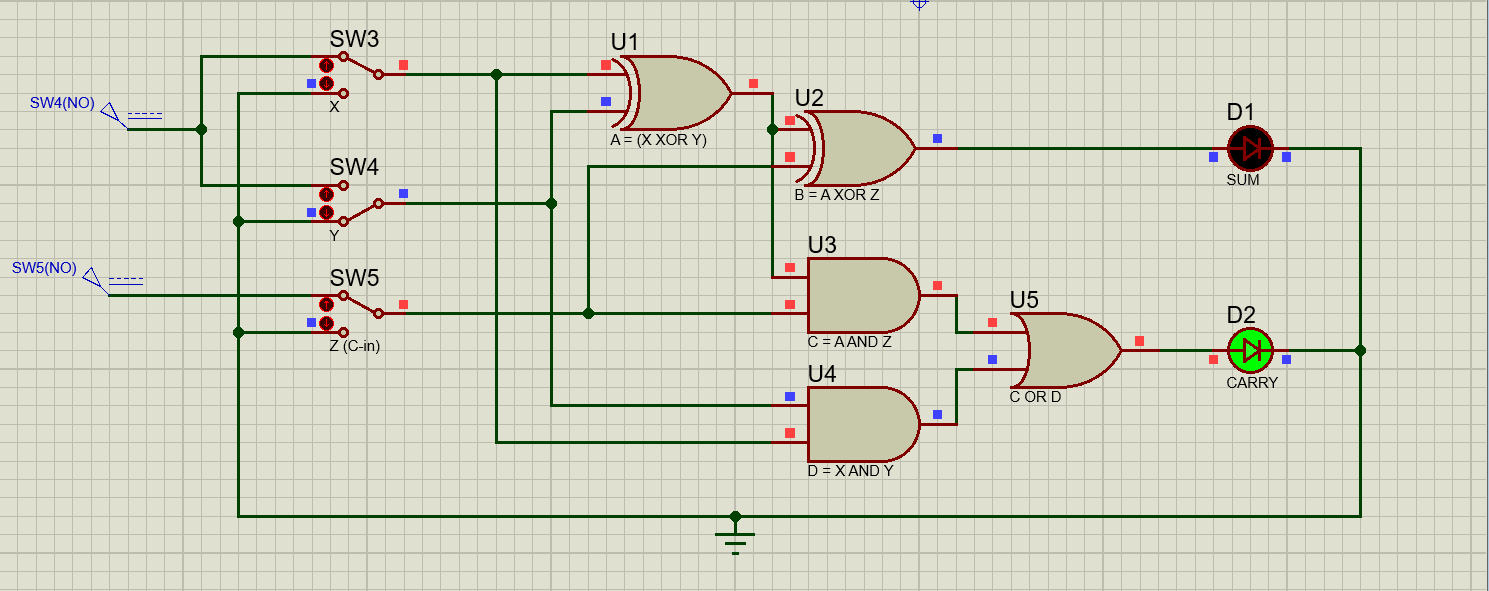 SW3
SW4(NO)
X
U1
A = (X XOR Y)
U2
B = A XOR Z
D1
SUM
SW4
Y
SW5(NO)
SW5
Z (C-in)
U3
C = A AND Z
U4
D = X AND Y
U5
C OR D
D2
CARRY